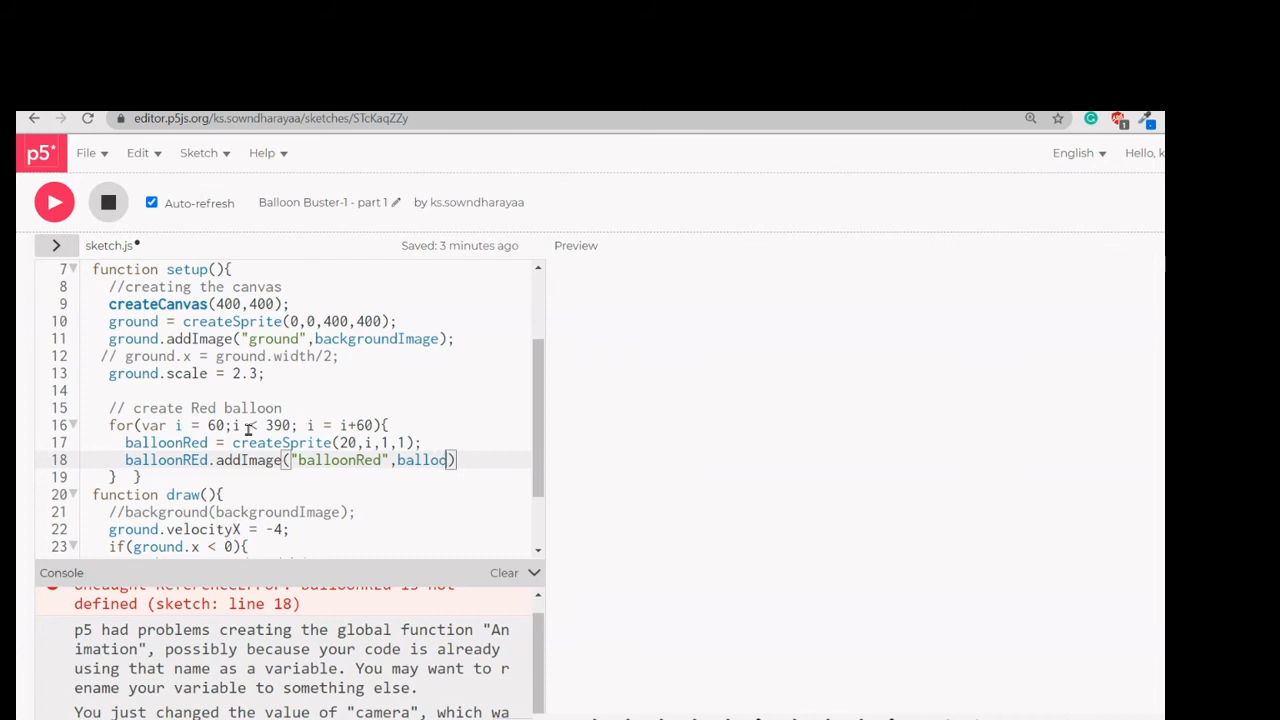 editor.p5js.org/ks.sowndharayaa/sketches/STcKaqZZy
p5* File Edit Sketch Help English Hello, k
Auto-refresh Balloon Buster-1 - part 1 by ks.sowndharayaa
sketch.js Saved: 3 minutes ago Preview
7 function setup(){
8 //creating the canvas
9 createCanvas(400,400);
10 ground = createSprite(0,0,400,400);
11 ground.addImage("ground",backgroundImage);
12 // ground.x = ground.width/2;
13 ground.scale = 2.3;
14
15 // create Red balloon
16 for(var i = 60;i < 390; i = i+60){
17 balloonRed = createSprite(20,i,1,1);
18 balloonREd.addImage("balloonRed",balloc)
19 } }
20 function draw(){
21 //background(backgroundImage);
22 ground.velocityX = -4;
23 if(ground.x < 0){
Console Clear
Uncaught ReferenceError: balloonREd is not
defined (sketch: line 18)
p5 had problems creating the global function "An
imation", possibly because your code is already
using that name as a variable. You may want to r
ename your variable to something else.
You just changed the value of "camera", which wa